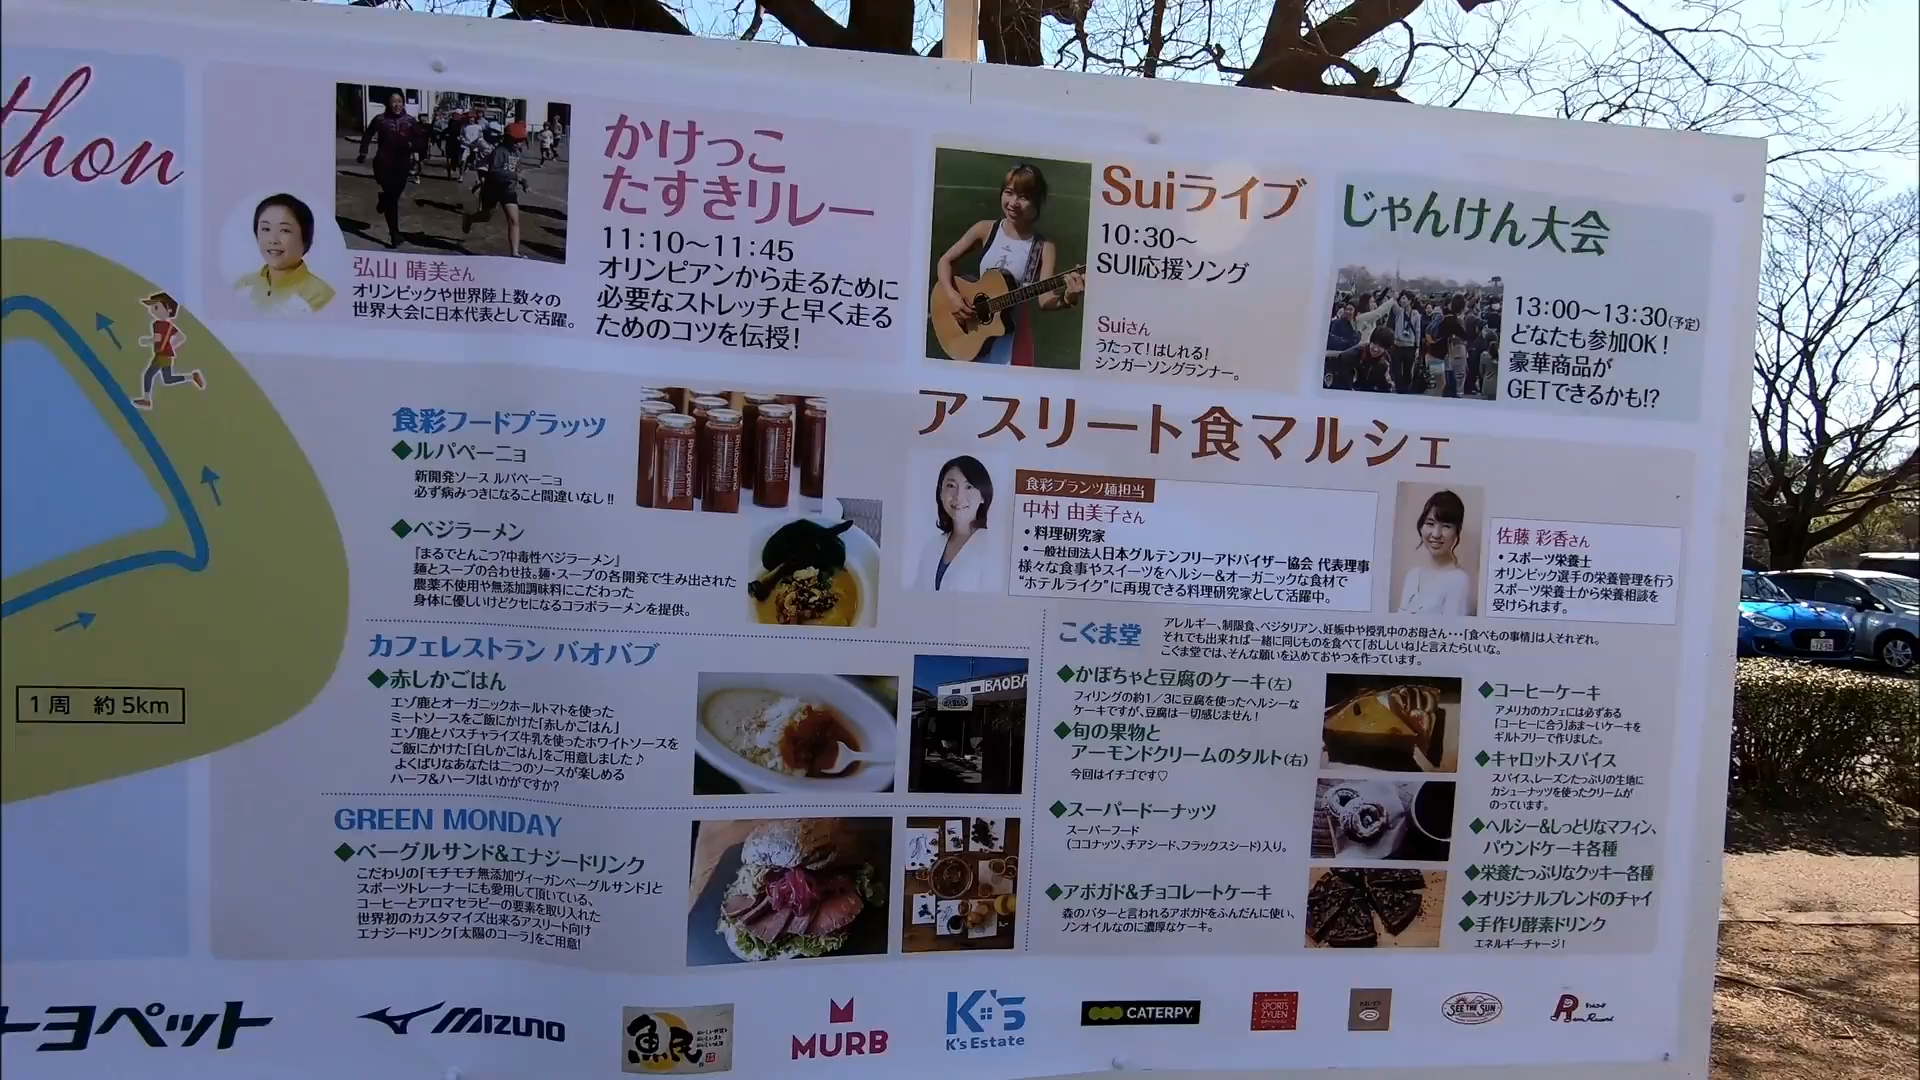 thon
1周 約5km
かけっこ
たすきリレー
11:10～11:45
オリンピアンから走るために
必要なストレッチと早く走る
ためのコツを伝授！
弘山 晴美さん
オリンピックや世界陸上数々の
世界大会に日本代表として活躍。
Suiライブ
10:30～
SUI応援ソング
Suiさん
うたって！はしれる！
シンガーソングランナー。
じゃんけん大会
13:00～13:30(予定)
どなたも参加OK！
豪華商品が
GETできるかも!?
アスリート食マルシェ
食彩プランツ麺担当
中村 由美子さん
・料理研究家
・一般社団法人日本グルテンフリーアドバイザー協会 代表理事
様々な食事やスイーツをヘルシー&オーガニックな食材で
“ホテルライク”に再現できる料理研究家として活躍中。
佐藤 彩香さん
・スポーツ栄養士
オリンピック選手の栄養管理を行う
スポーツ栄養士から栄養相談を
受けられます。
食彩フードプラッツ
◆ルバペーニョ
新開発ソース ルバペーニョ
必ず病みつきになること間違いなし!!
◆ベジラーメン
『まるでとんこつ?中毒性ベジラーメン』
麺とスープの合わせ技。麺・スープの各開発で生み出された
農薬不使用や無添加調味料にこだわった
身体に優しいけどクセになるコラボラーメンを提供。
カフェレストラン バオバブ
◆赤しかごはん
エゾ鹿とオーガニックホールトマトを使った
ミートソースをご飯にかけた「赤しかごはん」
エゾ鹿とパスチャライズ牛乳を使ったホワイトソースを
ご飯にかけた「白しかごはん」をご用意しました♪
よくばりなあなたは二つのソースが楽しめる
ハーフ&ハーフはいかがですか?
BAOBA
GREEN MONDAY
◆ベーグルサンド&エナジードリンク
こだわりの「モチモチ無添加ヴィーガンベーグルサンド」と
スポーツトレーナーにも愛用して頂いている、
コーヒーとアロマセラピーの要素を取り入れた
世界初のカスタマイズ出来るアスリート向け
エナジードリンク「太陽のコーラ」をご用意!
こぐま堂
アレルギー、制限食、ベジタリアン、妊娠中や授乳中のお母さん・・・「食べもの事情」は人それぞれ。
それでも出来れば一緒に同じものを食べて「おいしいね」と言えたらいいな。
こぐま堂では、そんな願いを込めておやつを作っています。
◆かぼちゃと豆腐のケーキ(左)
フィリングの約1/3に豆腐を使ったヘルシーな
ケーキですが、豆腐は一切感じません！
◆旬の果物と
アーモンドクリームのタルト(右)
今回はイチゴです♡
◆スーパードーナッツ
スーパーフード
(ココナッツ、チアシード、フラックスシード)入り。
◆アボガド&チョコレートケーキ
森のバターと言われるアボガドをふんだんに使い、
ノンオイルなのに濃厚なケーキ。
◆コーヒーケーキ
アメリカのカフェには必ずある
「コーヒーに合う」あま～いケーキを
ギルトフリーで作りました。
◆キャロットスパイス
スパイス、レーズンたっぷりの生地に
カシューナッツを使ったクリームが
のっています。
◆ヘルシー&しっとりなマフィン、
パウンドケーキ各種
◆栄養たっぷりなクッキー各種
◆オリジナルブレンドのチャイ
◆手作り酵素ドリンク
エネルギーチャージ！
トヨペット
MIZUNO
魚民
MURB
K's
K's Estate
CATERPY
SPORTS
ZYUEN
SEE THE SUN